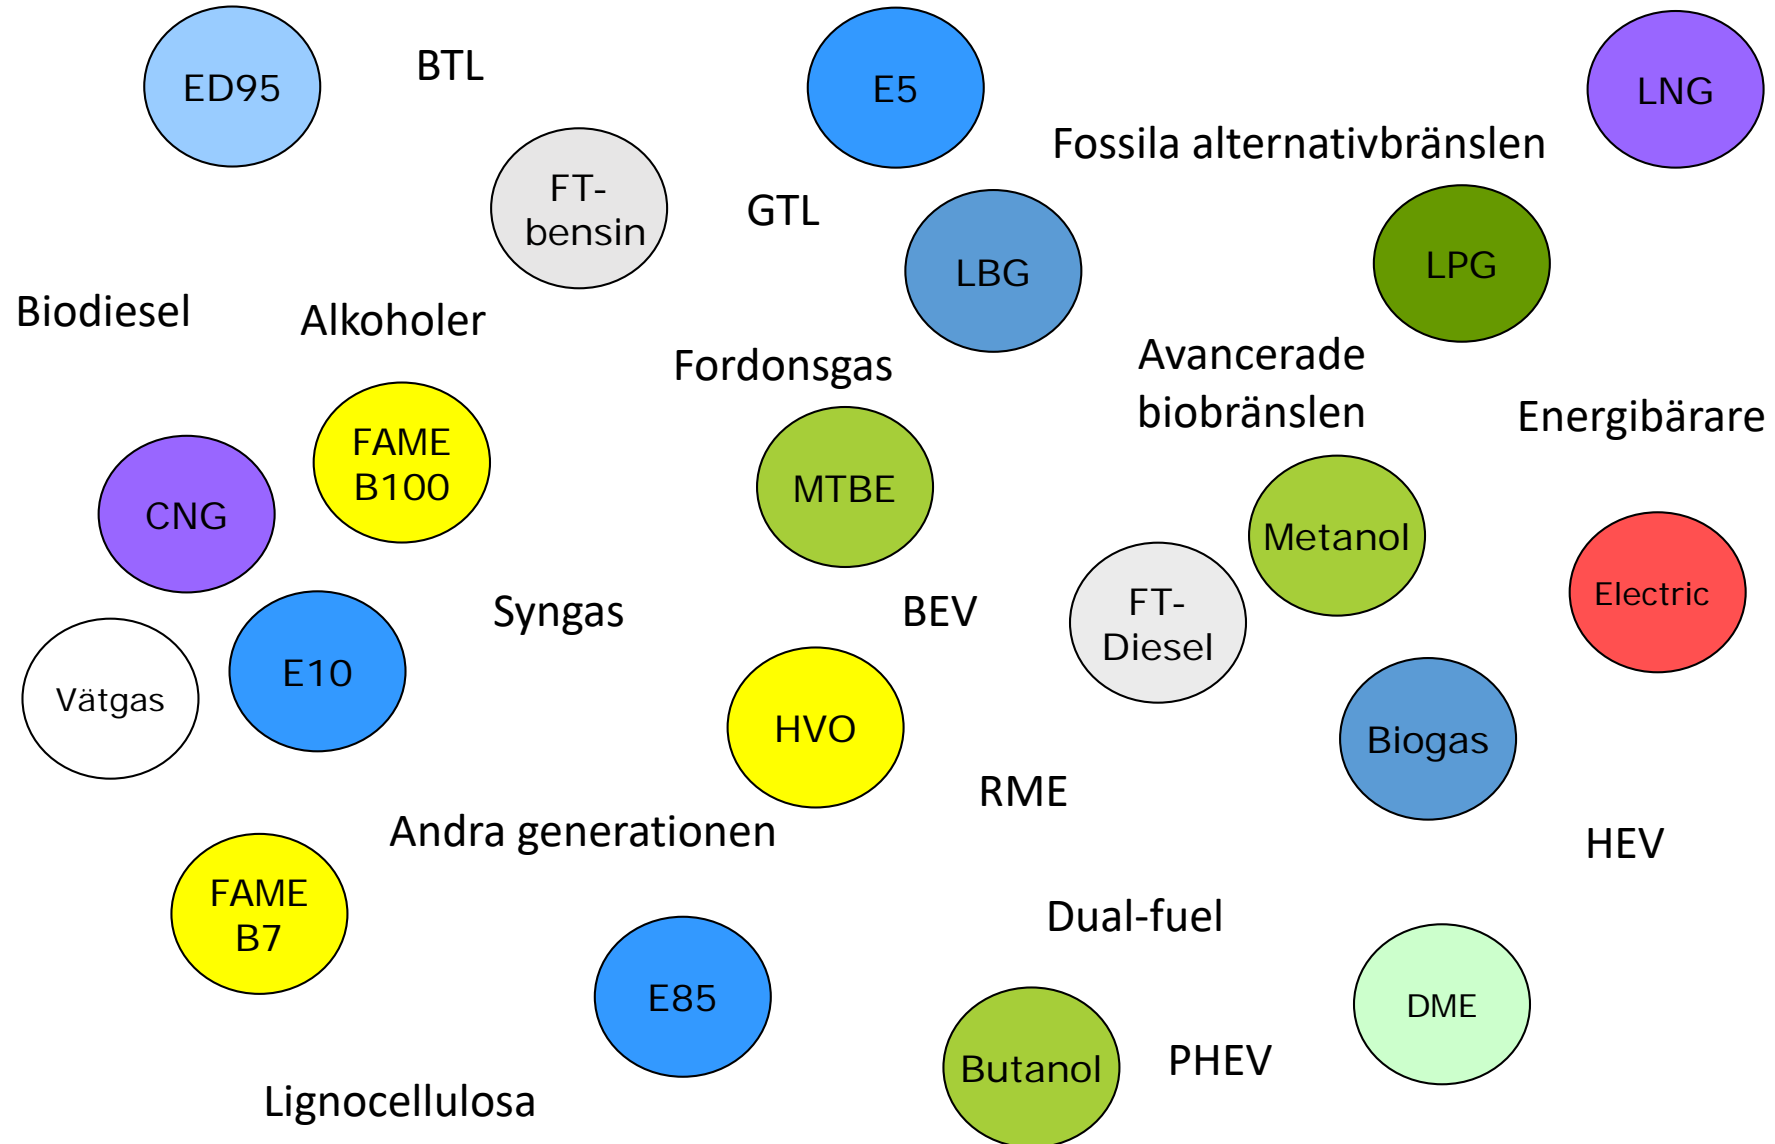 ED95
BTL
E5
LNG
Fossila alternativbränslen
FT-
bensin
GTL
LBG
LPG
Biodiesel
Alkoholer
Fordonsgas
Avancerade
biobränslen
Energibärare
FAME
B100
CNG
MTBE
Metanol
Electric
Syngas
BEV
FT-
Diesel
E10
Vätgas
HVO
Biogas
RME
Andra generationen
HEV
FAME
B7
Dual-fuel
E85
DME
Butanol
PHEV
Lignocellulosa